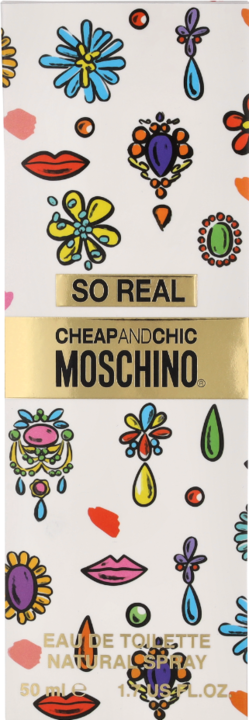 SO REAL
CHEAPANDCHIC
MOSCHINO®
EAU DE TOILETTE
NATURAL SPRAY
50 ml ℮ 1.7 US FL.OZ.